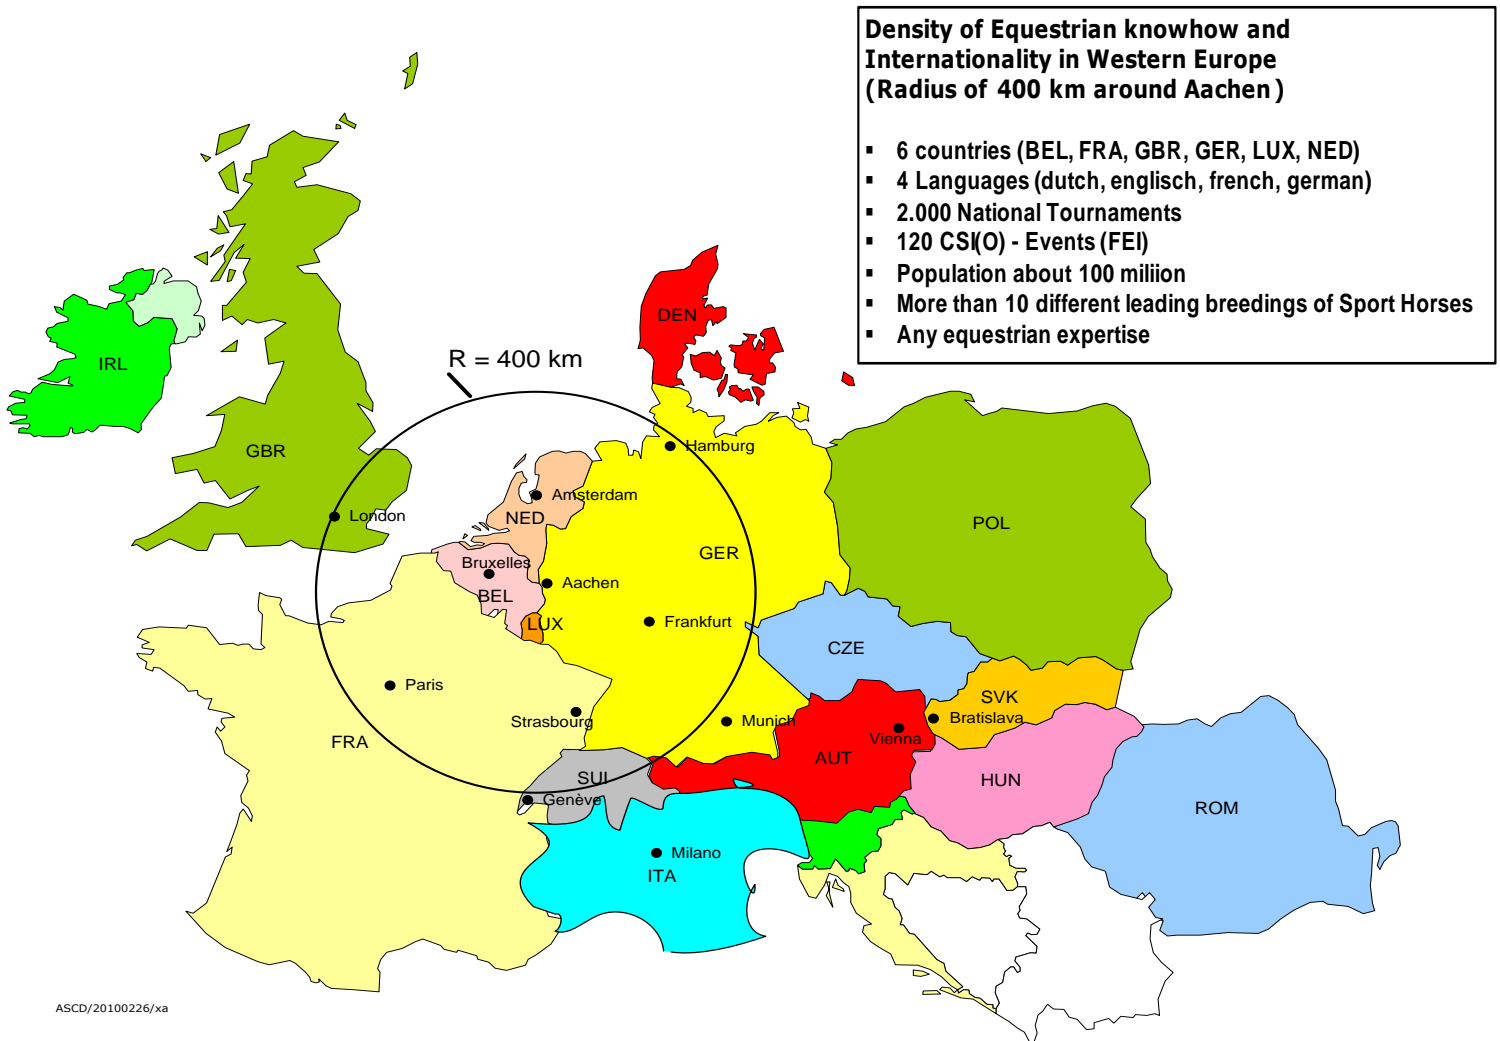 Density of Equestrian knowhow and
Internationality in Western Europe
(Radius of 400 km around Aachen)
▪ 6 countries (BEL, FRA, GBR, GER, LUX, NED)
▪ 4 Languages (dutch, englisch, french, german)
▪ 2.000 National Tournaments
▪ 120 CSI(O) - Events (FEI)
▪ Population about 100 miliion
▪ More than 10 different leading breedings of Sport Horses
▪ Any equestrian expertise
DEN
R = 400 km
IRL
GBR
Hamburg
Amsterdam
London
NED
POL
GER
Bruxelles
Aachen
BEL
LUX
Frankfurt
CZE
Paris
SVK
Strasbourg
Munich
Bratislava
FRA
Vienna
AUT
SUI
HUN
Genève
ROM
Milano
ITA
ASCD/20100226/xa